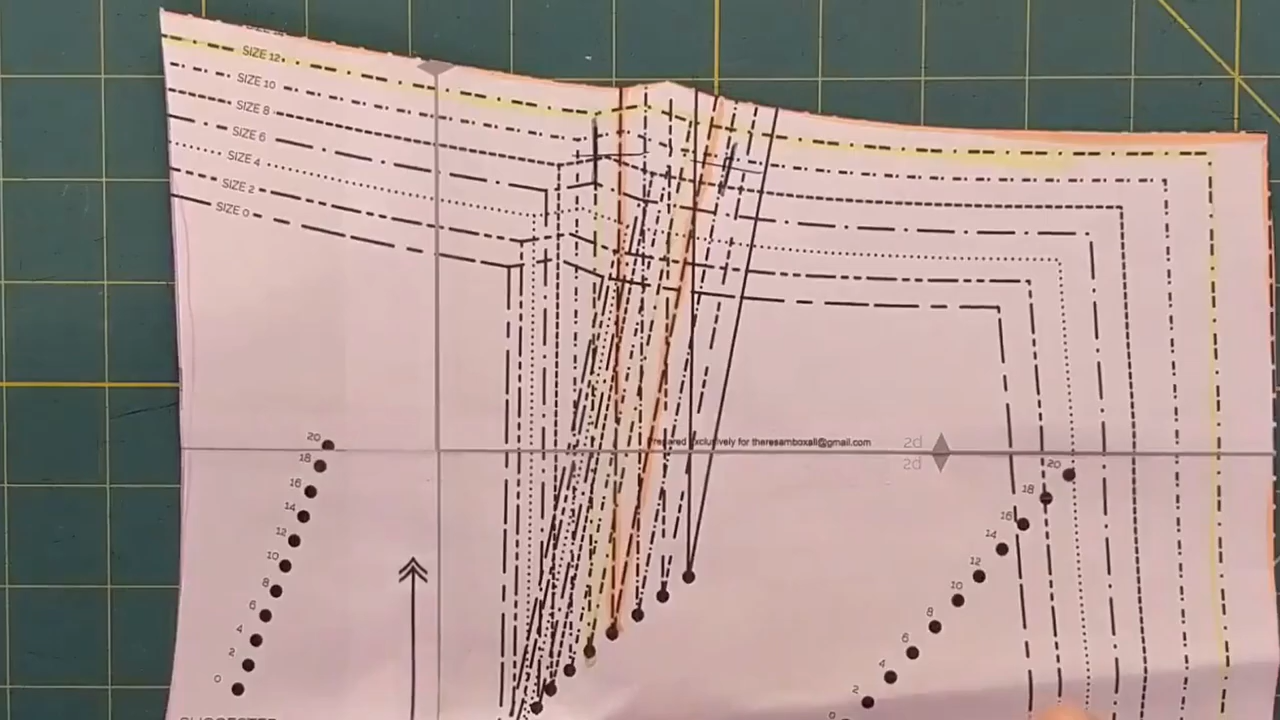 SIZE 12
SIZE 10
SIZE 8
SIZE 6
SIZE 4
SIZE 2
SIZE 0
Prepared exclusively for theresamboxall@gmail.com
2d
2d
20
18
16
14
12
10
8
6
4
2
0
20
18
16
14
12
10
8
6
4
2